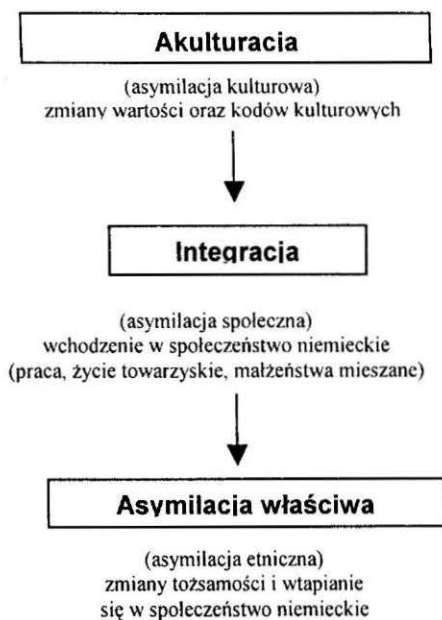 Akulturacja
(asymilacja kulturowa)
zmiany wartości oraz kodów kulturowych
Integracja
(asymilacja społeczna)
wchodzenie w społeczeństwo niemieckie
(praca, życie towarzyskie, małżeństwa mieszane)
Asymilacja właściwa
(asymilacja etniczna)
zmiany tożsamości i wtapianie
się w społeczeństwo niemieckie